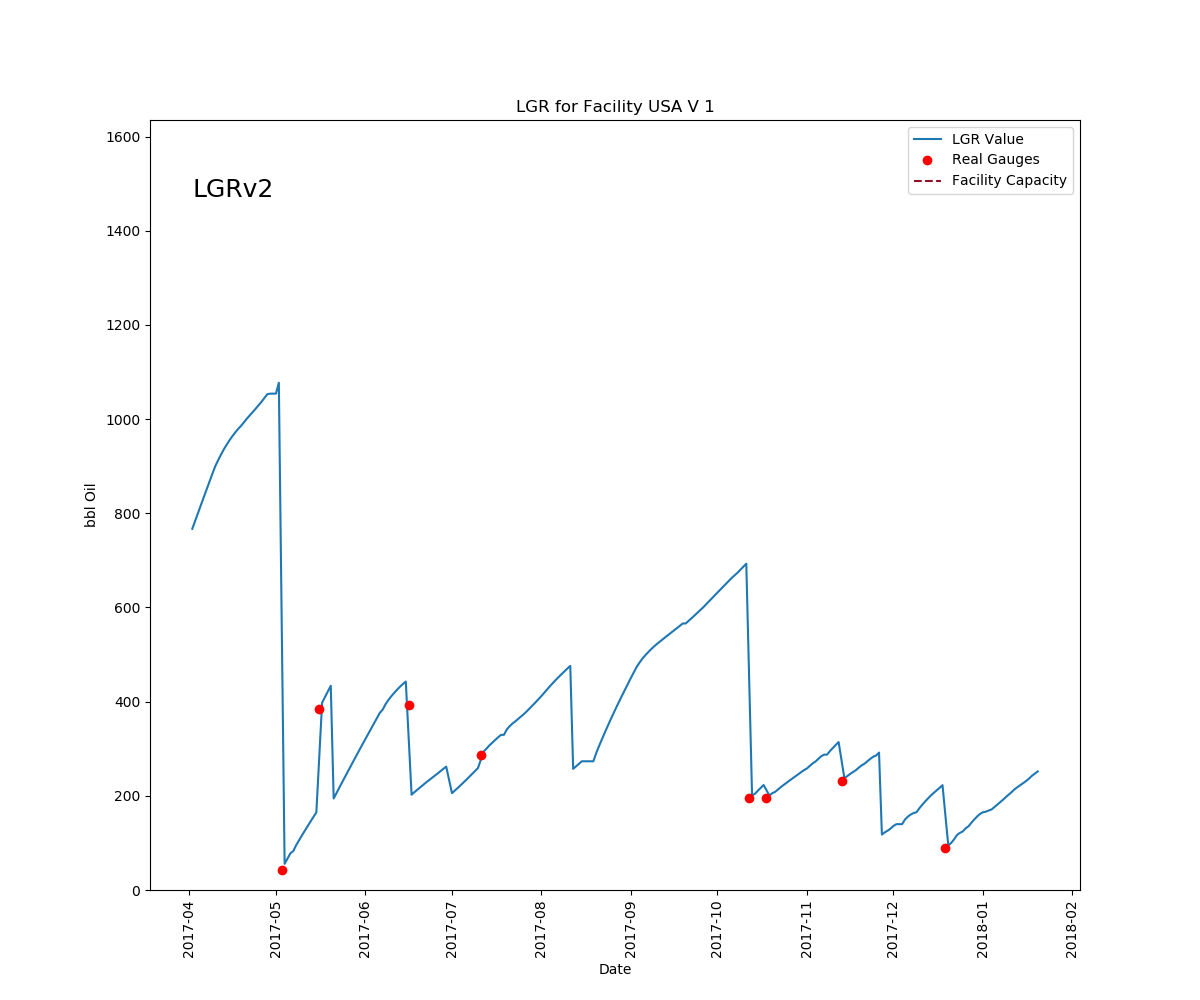 LGR for Facility USA V 1
LGRv2
LGR Value
Real Gauges
Facility Capacity
1600
1400
1200
1000
800
600
400
200
0
bbl Oil
2017-04
2017-05
2017-06
2017-07
2017-08
2017-09
2017-10
2017-11
2017-12
2018-01
2018-02
Date